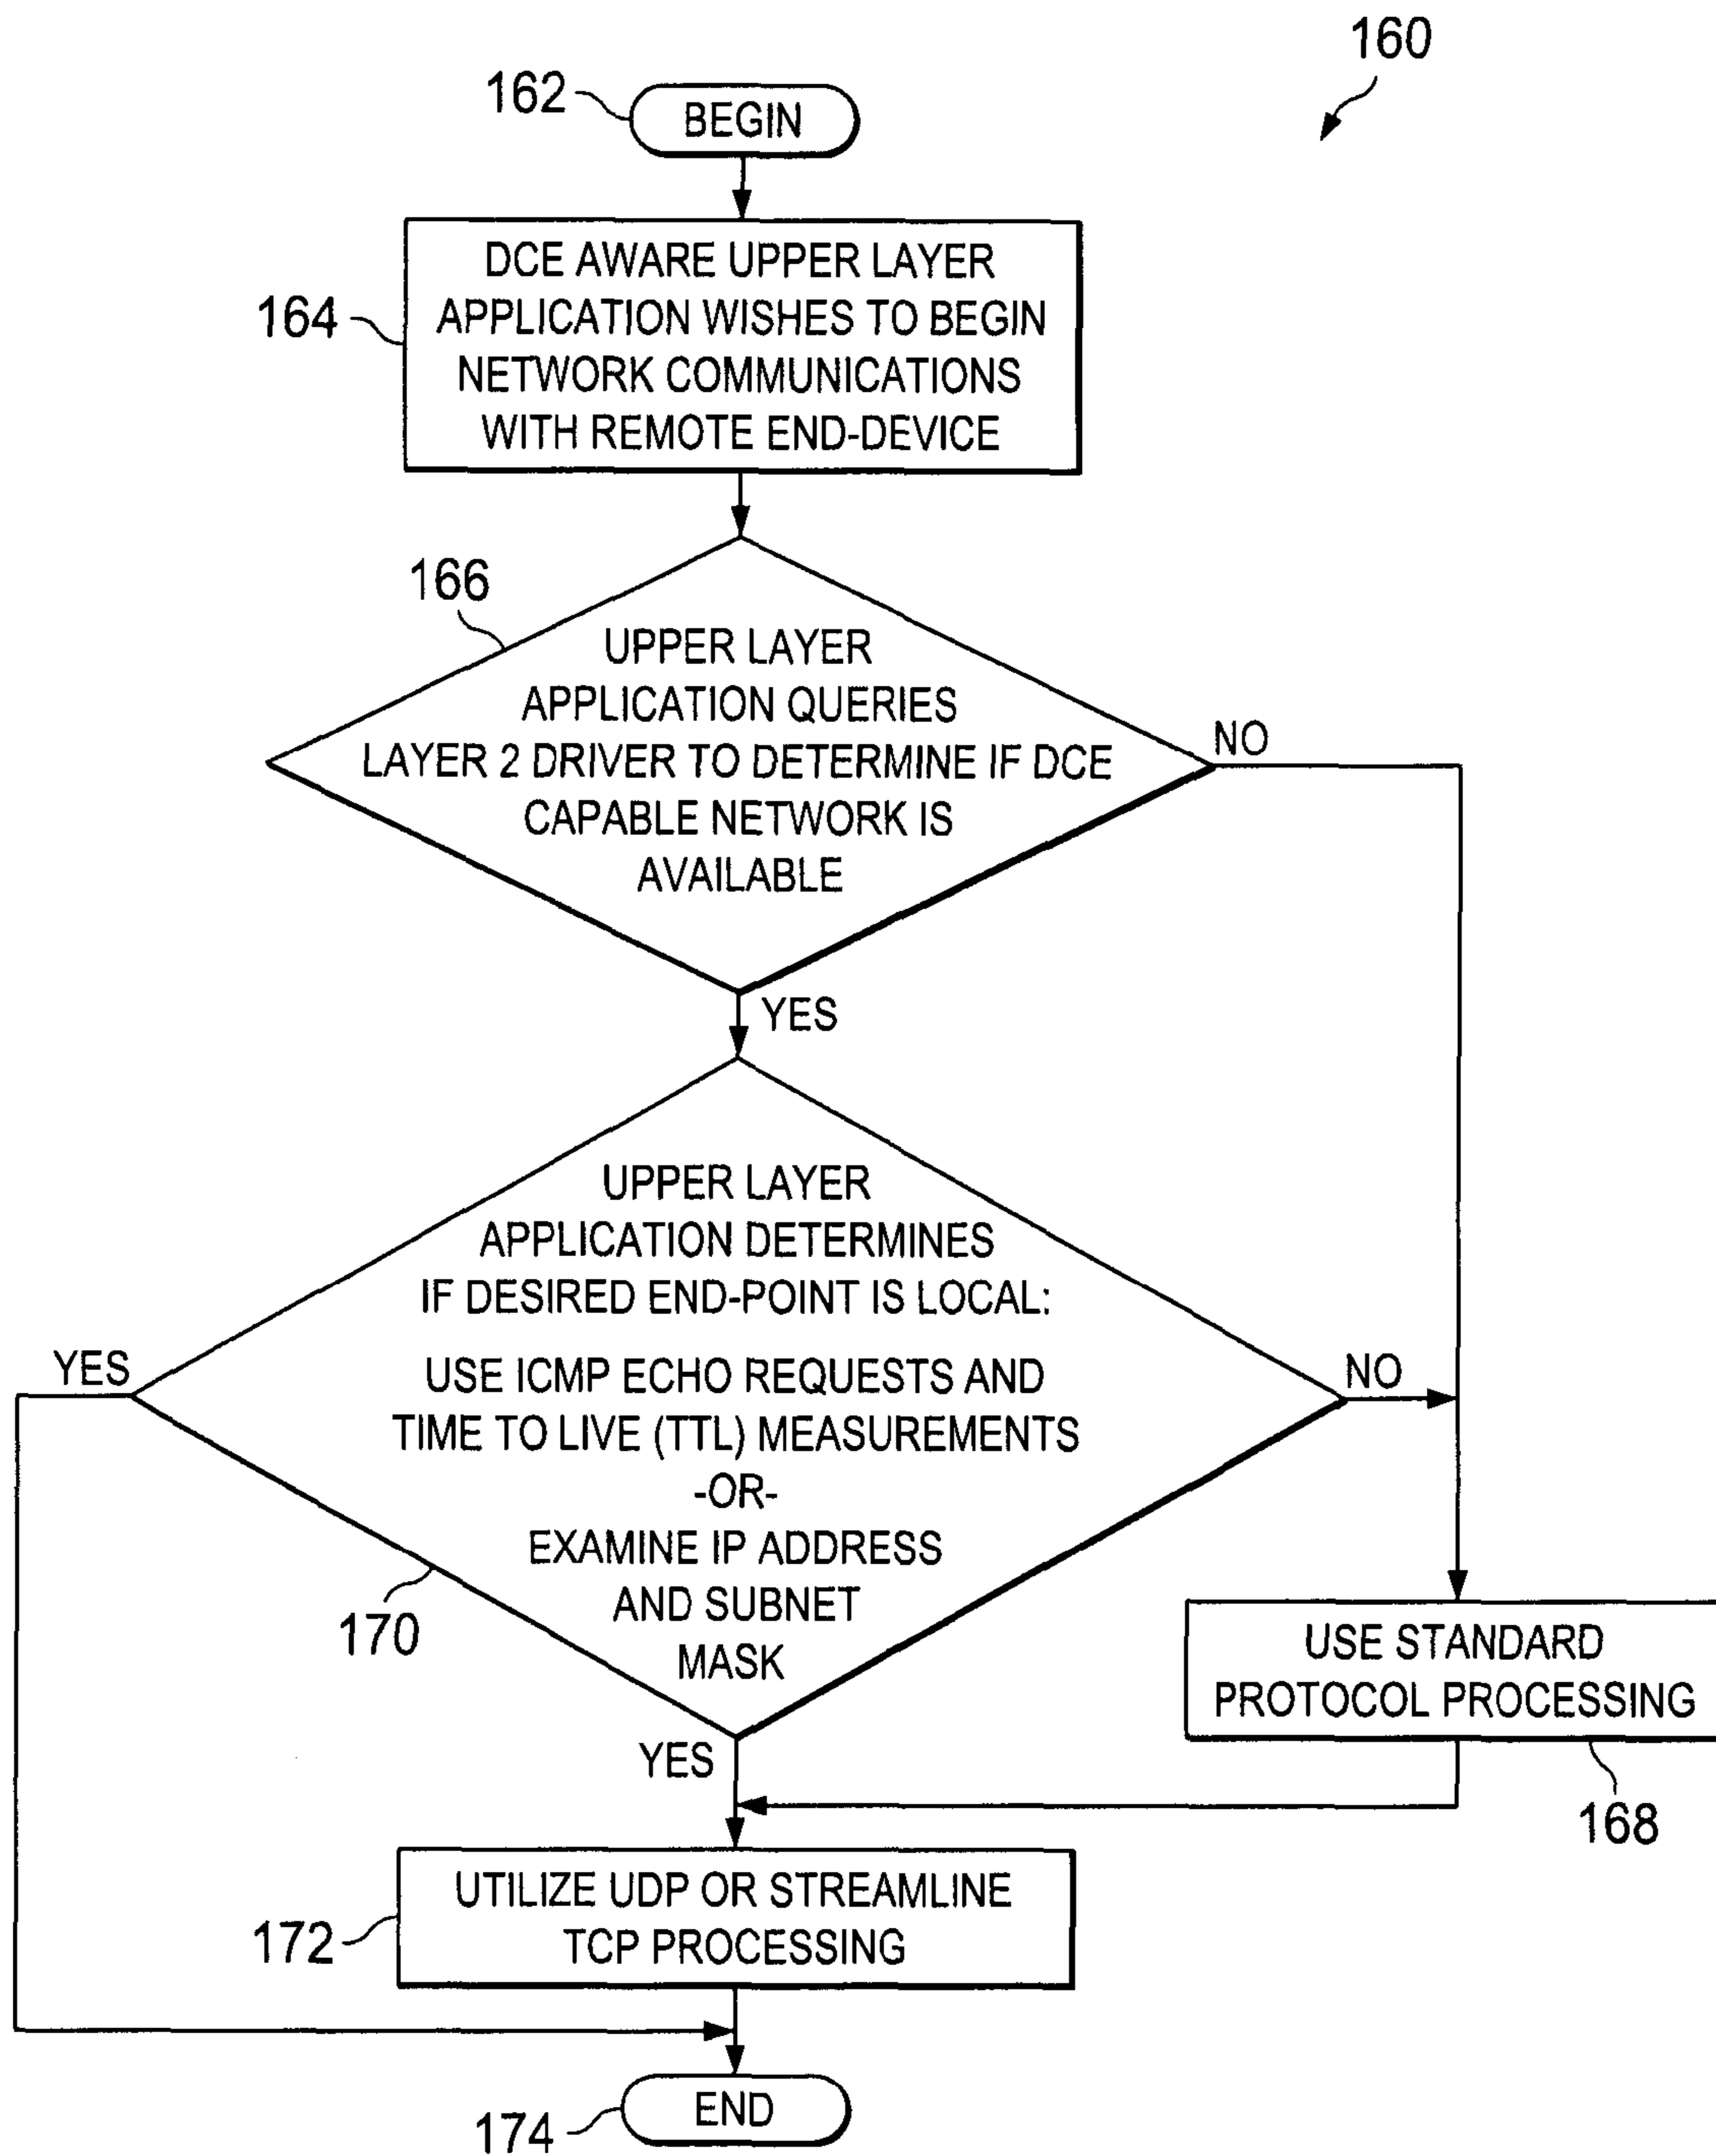 160
162
BEGIN
164
DCE AWARE UPPER LAYER
APPLICATION WISHES TO BEGIN
NETWORK COMMUNICATIONS
WITH REMOTE END-DEVICE
166
UPPER LAYER
APPLICATION QUERIES
LAYER 2 DRIVER TO DETERMINE IF DCE
CAPABLE NETWORK IS
AVAILABLE
NO
YES
UPPER LAYER
APPLICATION DETERMINES
IF DESIRED END-POINT IS LOCAL:
USE ICMP ECHO REQUESTS AND
TIME TO LIVE (TTL) MEASUREMENTS
-OR-
EXAMINE IP ADDRESS
AND SUBNET
MASK
YES
NO
170
YES
USE STANDARD
PROTOCOL PROCESSING
168
UTILIZE UDP OR STREAMLINE
TCP PROCESSING
172
END
174